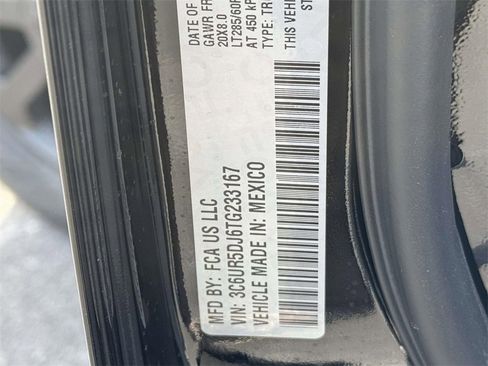 MFD BY: FCA US LLC
DATE OF
VIN: 3C6UR5DJ6TG233167
GAWR FR
20X8.0
VEHICLE MADE IN: MEXICO
LT285/60R
AT 450 kP
TYPE: TR
THIS VEHI